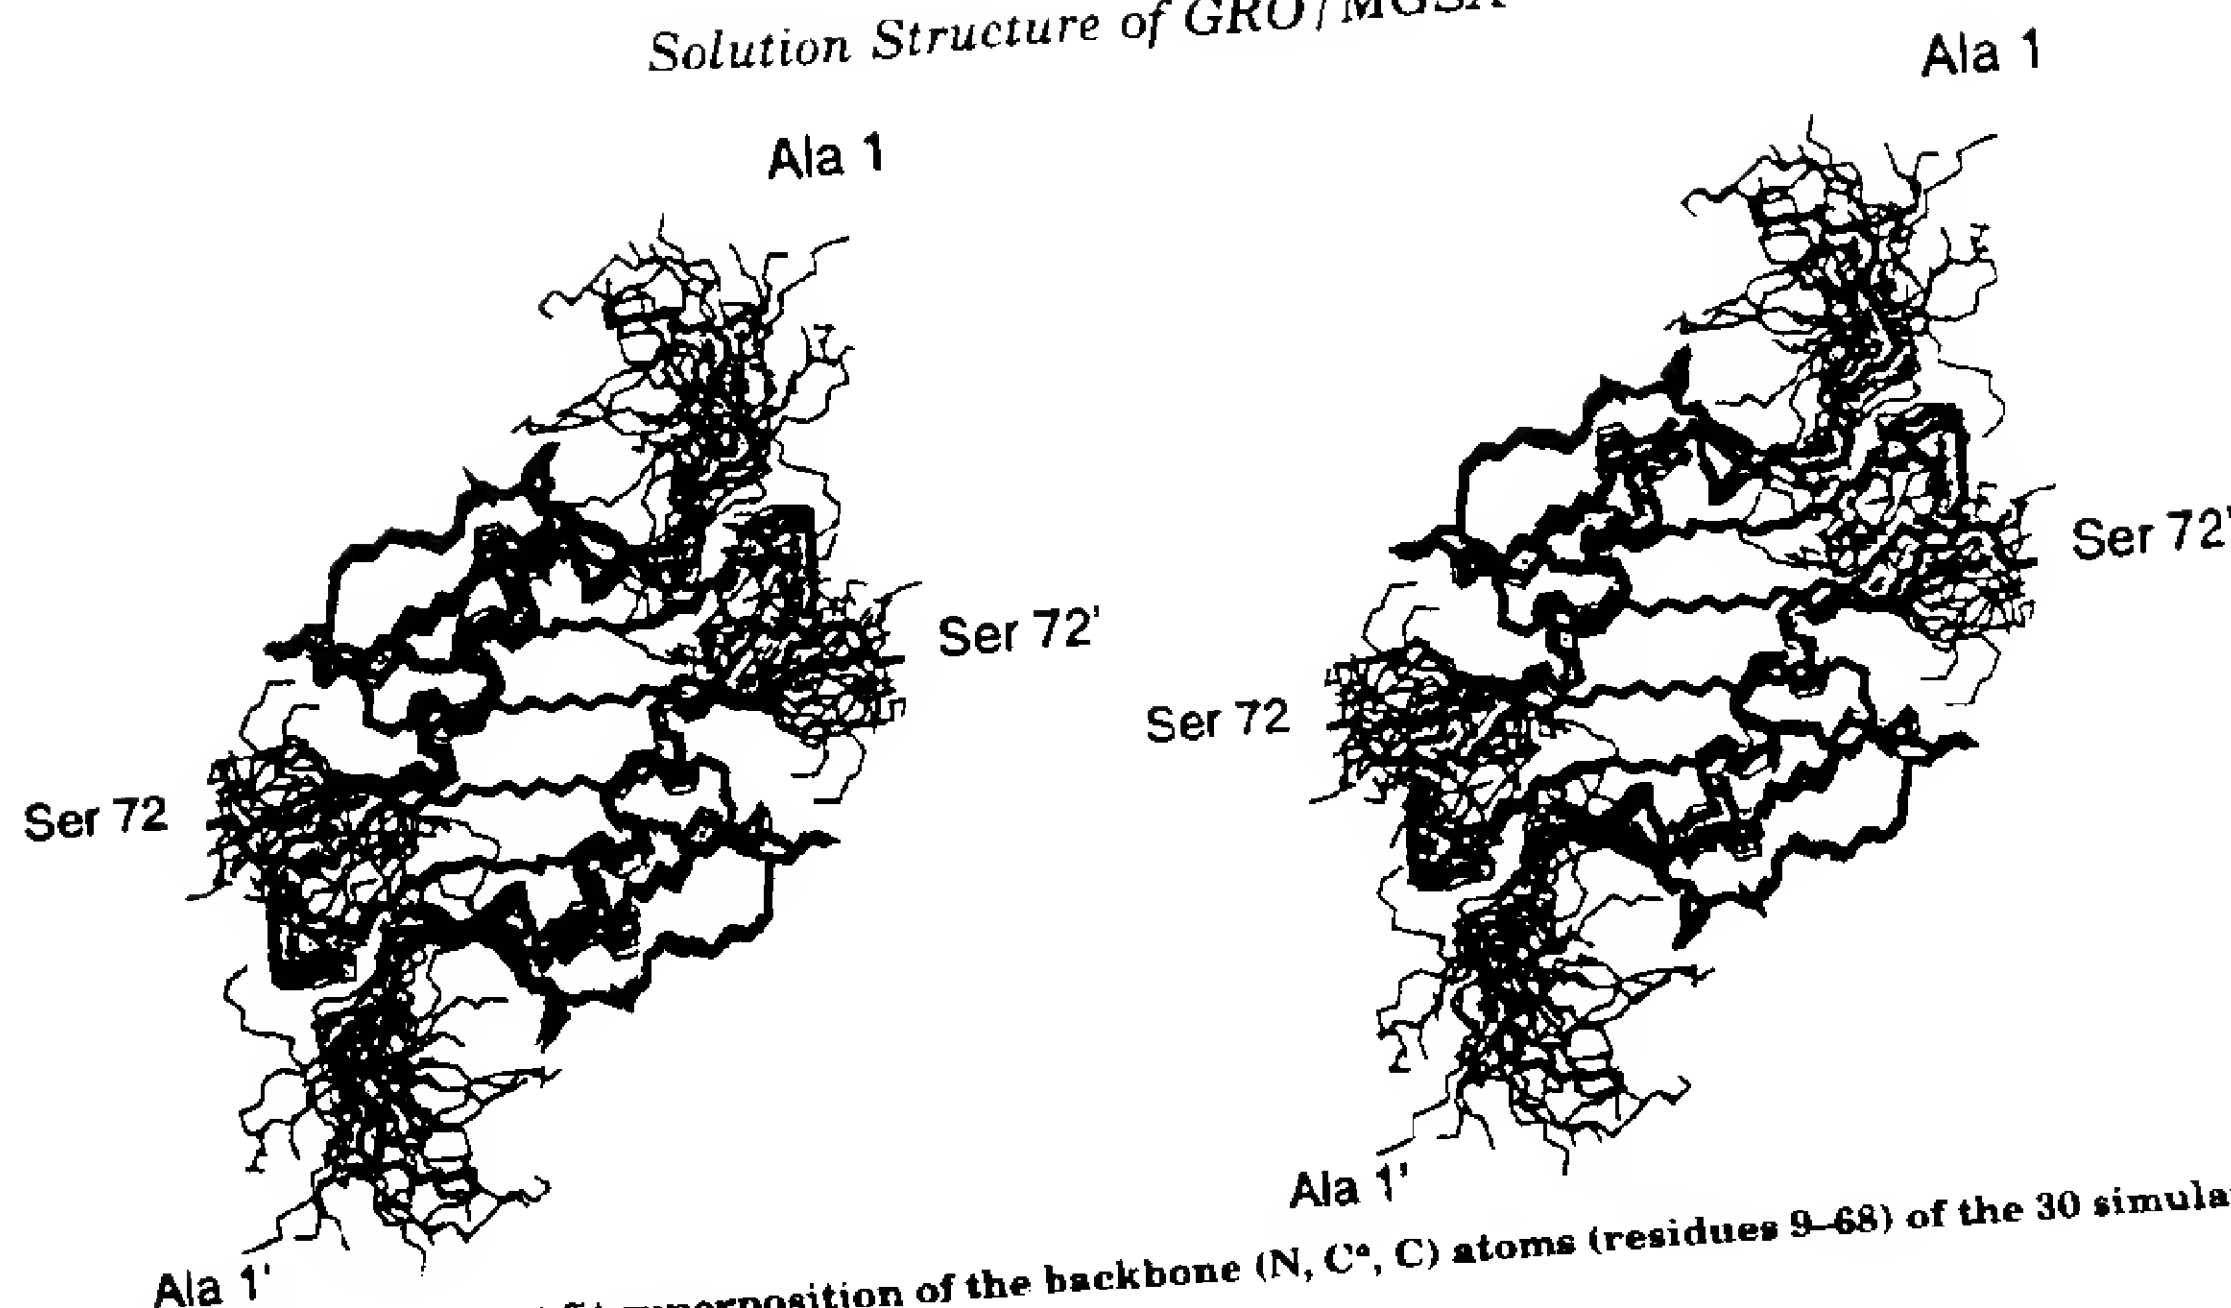 Solution Structure of GRO/MGSA
Ala 1
Ala 1
Ser 72'
Ser 72'
Ser 72
Ser 72
Ala 1'
Ala 1'
superposition of the backbone (N, Cα, C) atoms (residues 9–68) of the 30